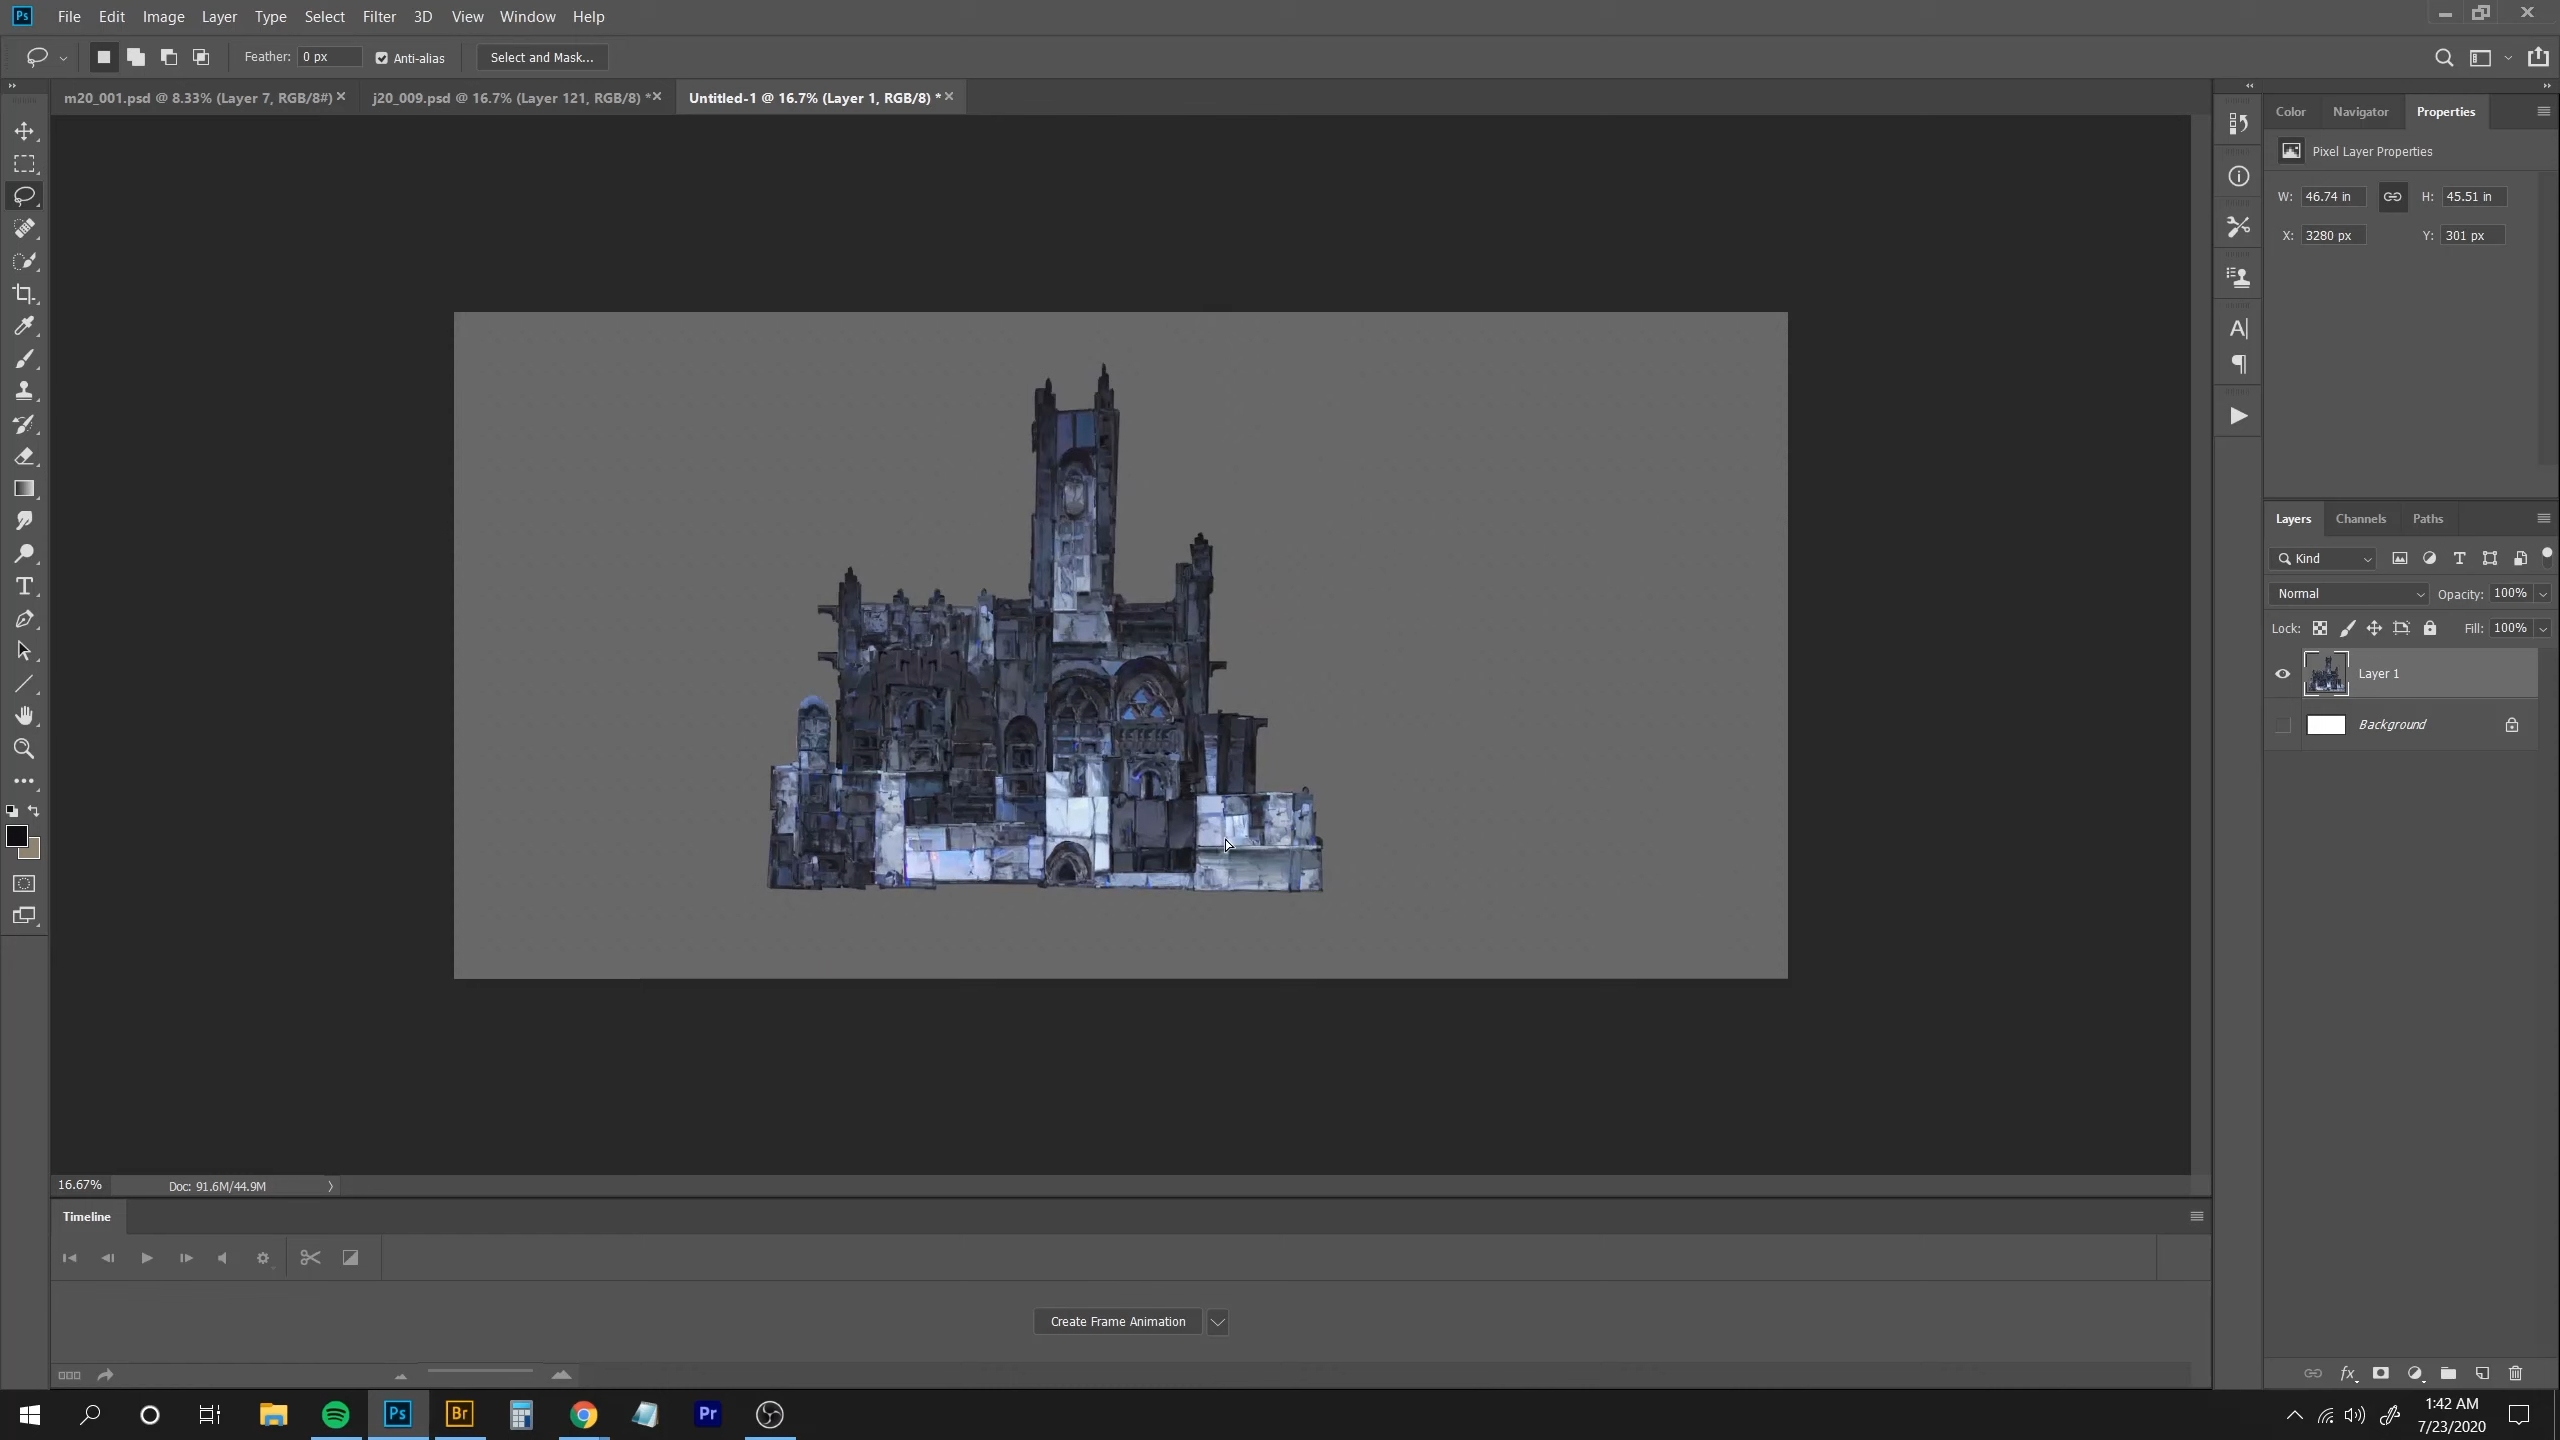 Ps File Edit Image Layer Type Select Filter 3D View Window Help
Feather: 0 px Anti-alias Select and Mask...
m20_001.psd @ 8.33% (Layer 7, RGB/8#) j20_009.psd @ 16.7% (Layer 121, RGB/8) * Untitled-1 @ 16.7% (Layer 1, RGB/8) *
Color Navigator Properties
Pixel Layer Properties
W: 46.74 in H: 45.51 in
X: 3280 px Y: 301 px
Layers Channels Paths
Kind
Normal Opacity: 100%
Lock: Fill: 100%
Layer 1
Background
16.67% Doc: 91.6M/44.9M
Timeline
Create Frame Animation
Ps Br Pr
1:42 AM
7/23/2020